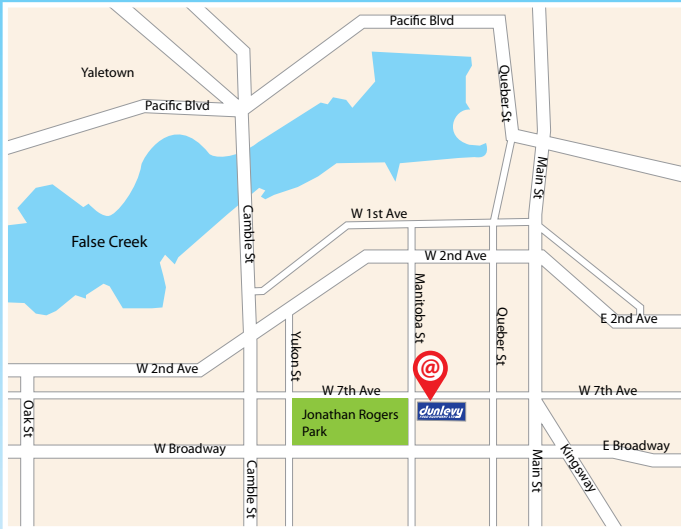 Pacific Blvd
Yaletown
Queber St
Pacific Blvd
Main St
Camble St
W 1st Ave
False Creek
W 2nd Ave
Manitoba St
Queber St
E 2nd Ave
Yukon St
W 2nd Ave
@
W 7th Ave
W 7th Ave
Oak St
Jonathan Rogers
Park
dunlevy
W Broadway
E Broadway
Kingsway
Camble St
Main St